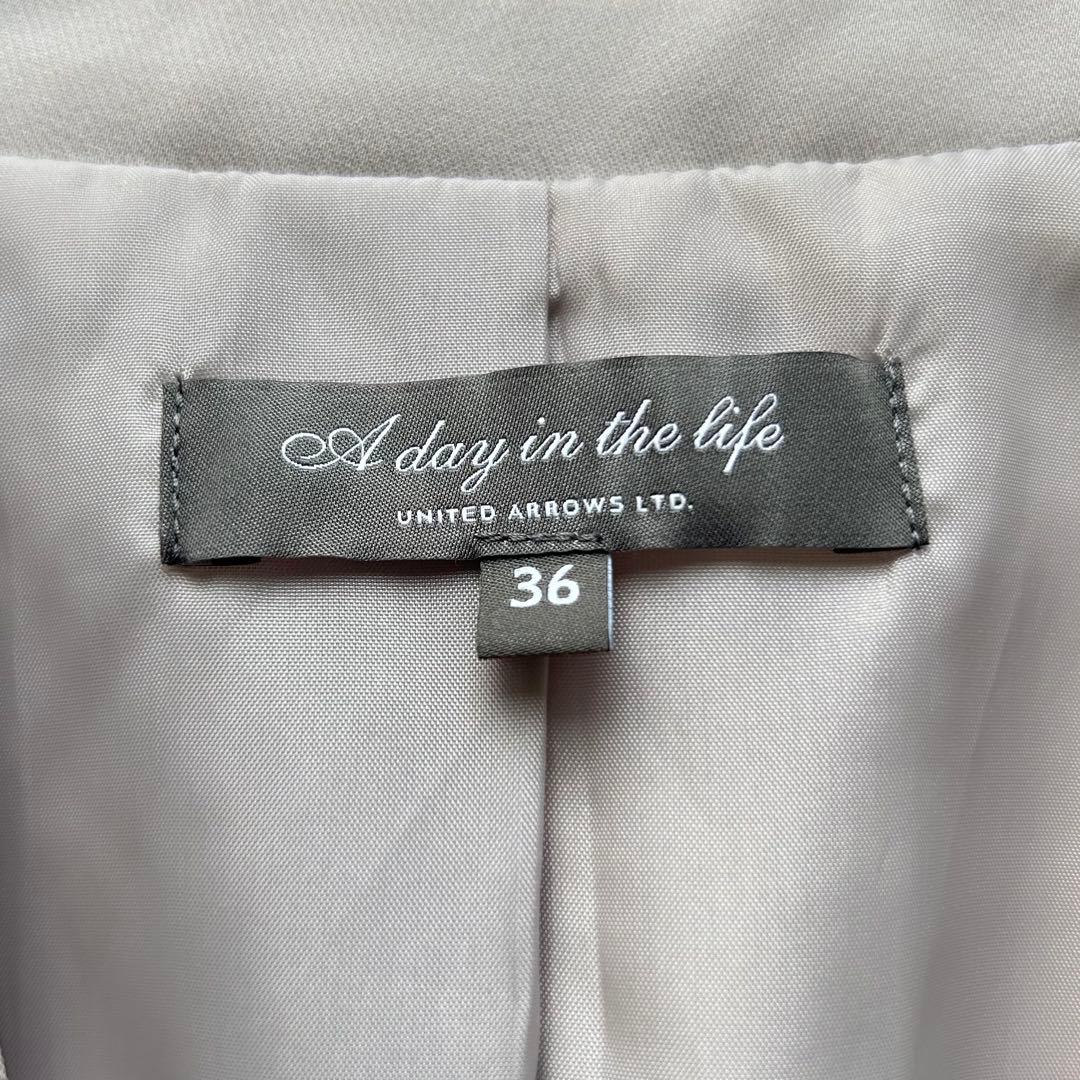 A day in the life
UNITED ARROWS LTD.
36